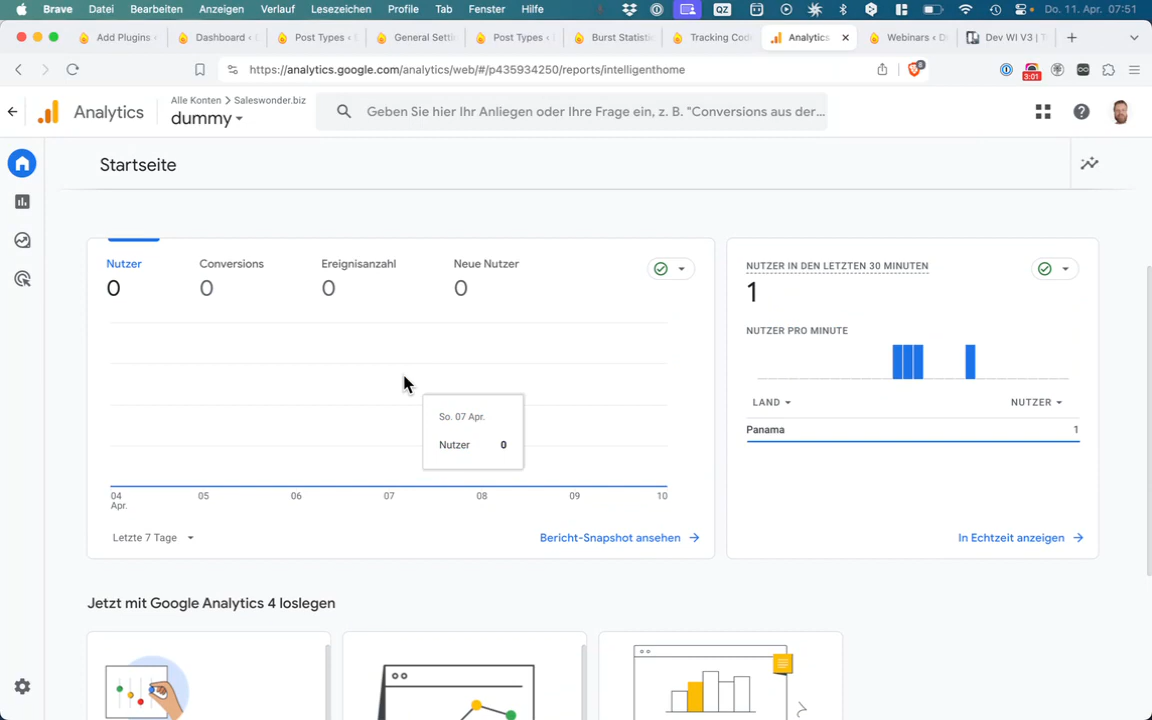 Brave Datei Bearbeiten Anzeigen Verlauf Lesezeichen Profile Tab Fenster Hilfe QZ Do. 11. Apr. 07:51
Add Plugins Dashboard Post Types General Setti Post Types Burst Statisti Tracking Cod Analytics Webinars Dev WI V3 | T
https://analytics.google.com/analytics/web/#/p435934250/reports/intelligenthome
3:01
Analytics
Alle Konten > Saleswonder.biz
dummy
Geben Sie hier Ihr Anliegen oder Ihre Frage ein, z. B. "Conversions aus der...
Startseite
Nutzer Conversions Ereignisanzahl Neue Nutzer
0 0 0 0
So. 07 Apr.
Nutzer 0
04 05 06 07 08 09 10
Apr.
Letzte 7 Tage
Bericht-Snapshot ansehen
NUTZER IN DEN LETZTEN 30 MINUTEN
1
NUTZER PRO MINUTE
LAND NUTZER
Panama 1
In Echtzeit anzeigen
Jetzt mit Google Analytics 4 loslegen